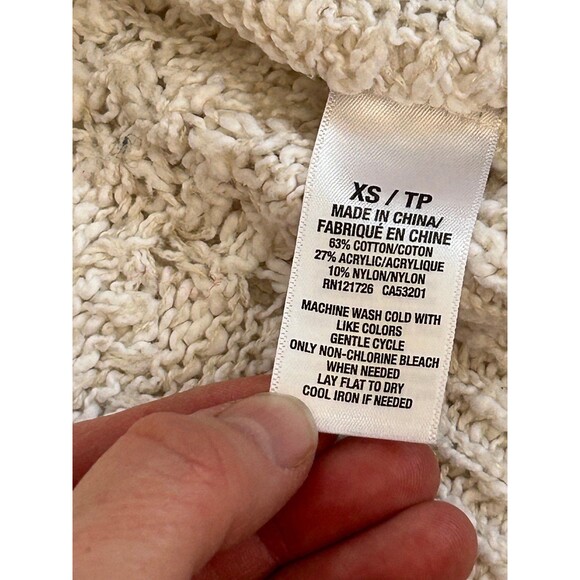 XS / TP
MADE IN CHINA/
FABRIQUÉ EN CHINE
63% COTTON/COTON
27% ACRYLIC/ACRYLIQUE
10% NYLON/NYLON
RN121726 CA53201
MACHINE WASH COLD WITH
LIKE COLORS
GENTLE CYCLE
ONLY NON-CHLORINE BLEACH
WHEN NEEDED
LAY FLAT TO DRY
COOL IRON IF NEEDED